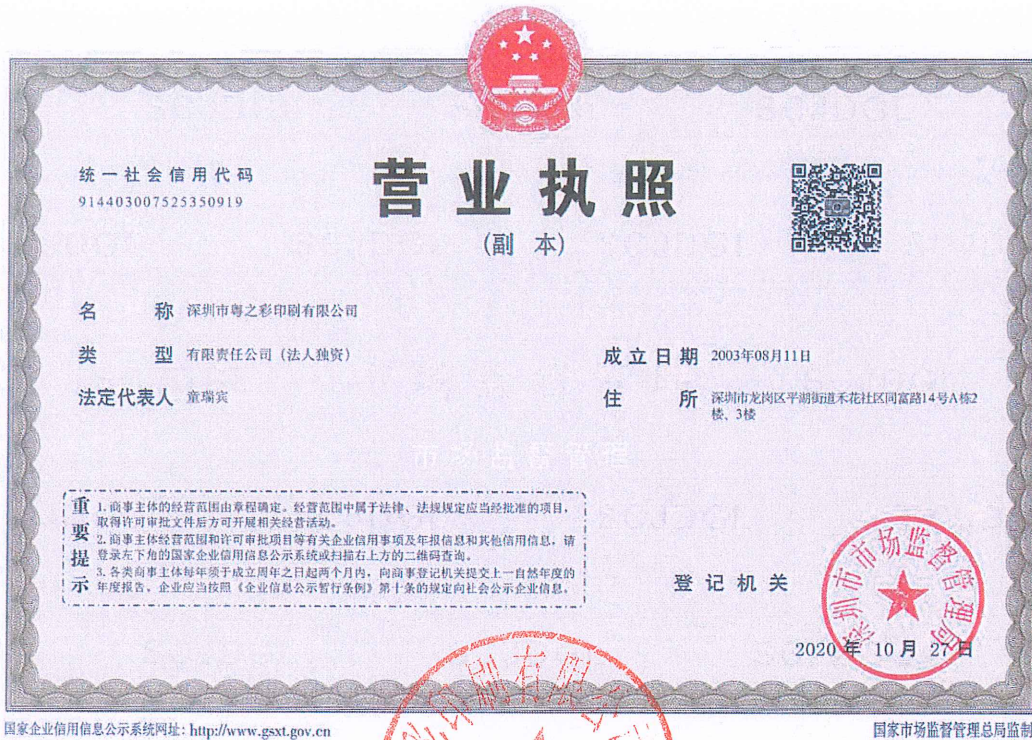 统一社会信用代码
914403007525350919
营业执照
(副 本)
名 称 深圳市粤之彩印刷有限公司
类 型 有限责任公司（法人独资）
成立日期 2003年08月11日
法定代表人 童瑞宾
住 所 深圳市龙岗区平湖街道禾花社区同富路14号A栋2
楼、3楼
市场监督管理
重要提示
1. 商事主体的经营范围由章程确定。经营范围中属于法律、法规规定应当经批准的项目，
取得许可审批文件后方可开展相关经营活动。
2. 商事主体经营范围和许可审批项目等有关企业信用事项及年报信息和其他信用信息，请
登录左下角的国家企业信用信息公示系统或扫描右上方的二维码查询。
3. 各类商事主体每年须于成立周年之日起两个月内，向商事登记机关提交上一自然年度的
年度报告。企业应当按照《企业信息公示暂行条例》第十条的规定向社会公示企业信息。
登记机关
深圳市市场监督管理局
2020 年 10 月 27 日
印刷有限公
国家企业信用信息公示系统网址: http://www.gsxt.gov.cn
国家市场监督管理总局监制